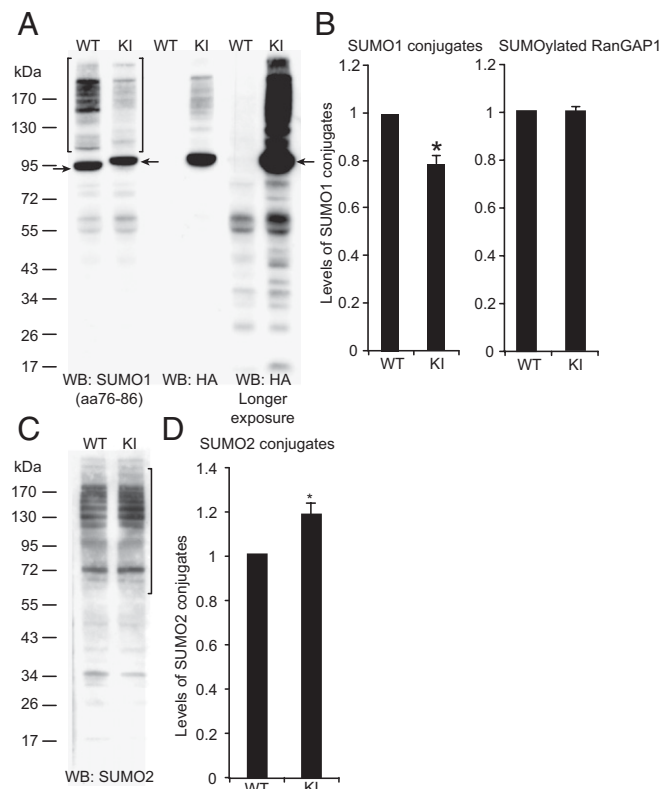 A
WT KI WT KI WT KI
kDa
170
130
95
72
55
43
34
26
17
WB: SUMO1
(aa76-86)
WB: HA
WB: HA
Longer
exposure
B
SUMO1 conjugates
SUMOylated RanGAP1
Levels of SUMO1 conjugates
1.2
1
0.8
0.6
0.4
0.2
0
*
WT KI
1.2
1
0.8
0.6
0.4
0.2
0
WT KI
C
WT KI
kDa
170
130
95
72
55
43
34
26
17
WB: SUMO2
D
SUMO2 conjugates
Levels of SUMO2 conjugates
1.4
1.2
1
0.8
0.6
0.4
0.2
0
*
WT KI